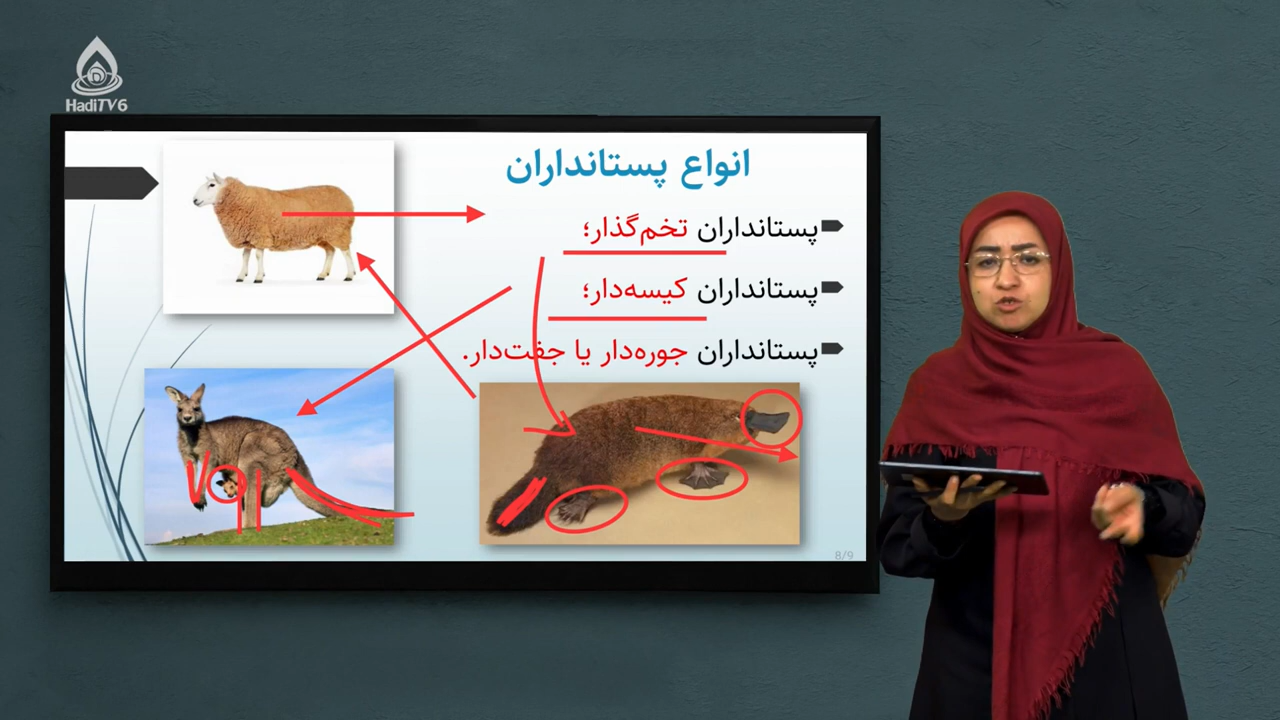 HadiTV6
انواع پستانداران
پستانداران تخم‌گذار؛
پستانداران کیسه‌دار؛
پستانداران جوره‌دار یا جفت‌دار.
8/9